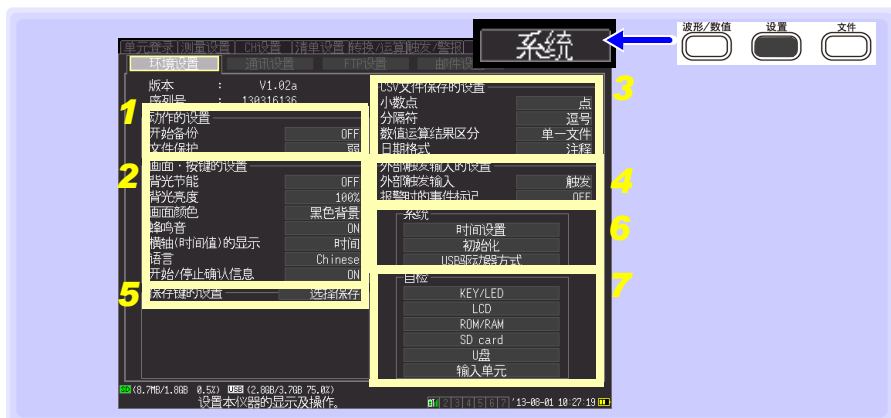 波形/数值 设置 文件
系统
单元登录|测量设置| CH设置 |清单设置|转换/运算|触发/警报|
环境设置 通讯设置 FTP设置 邮件设
版本 : V1.02a
序列号 : 130316136
1
动作的设置
开始备份 OFF
文件保护 弱
2
画面·按键的设置
背光节能 OFF
背光亮度 100%
画面颜色 黑色背景
蜂鸣音 ON
横轴(时间值)的显示 时间
语言 Chinese
开始/停止确认信息 ON
5
保存键的设置 选择保存
3
CSV文件保存的设置
小数点 点
分隔符 逗号
数值运算结果区分 单一文件
日期格式 注释
4
外部触发输入的设置
外部触发输入 触发
报警时的事件标记 OFF
6
系统
时间设置
初始化
USB驱动器方式
7
自检
KEY/LED
LCD
ROM/RAM
SD card
U盘
输入单元
SD (8.7MB/1.8GB 0.5%) USB (2.8GB/3.7GB 75.0%)
设置本仪器的显示及操作。
2 3 4 5 6 7 '13-08-01 10:27:19